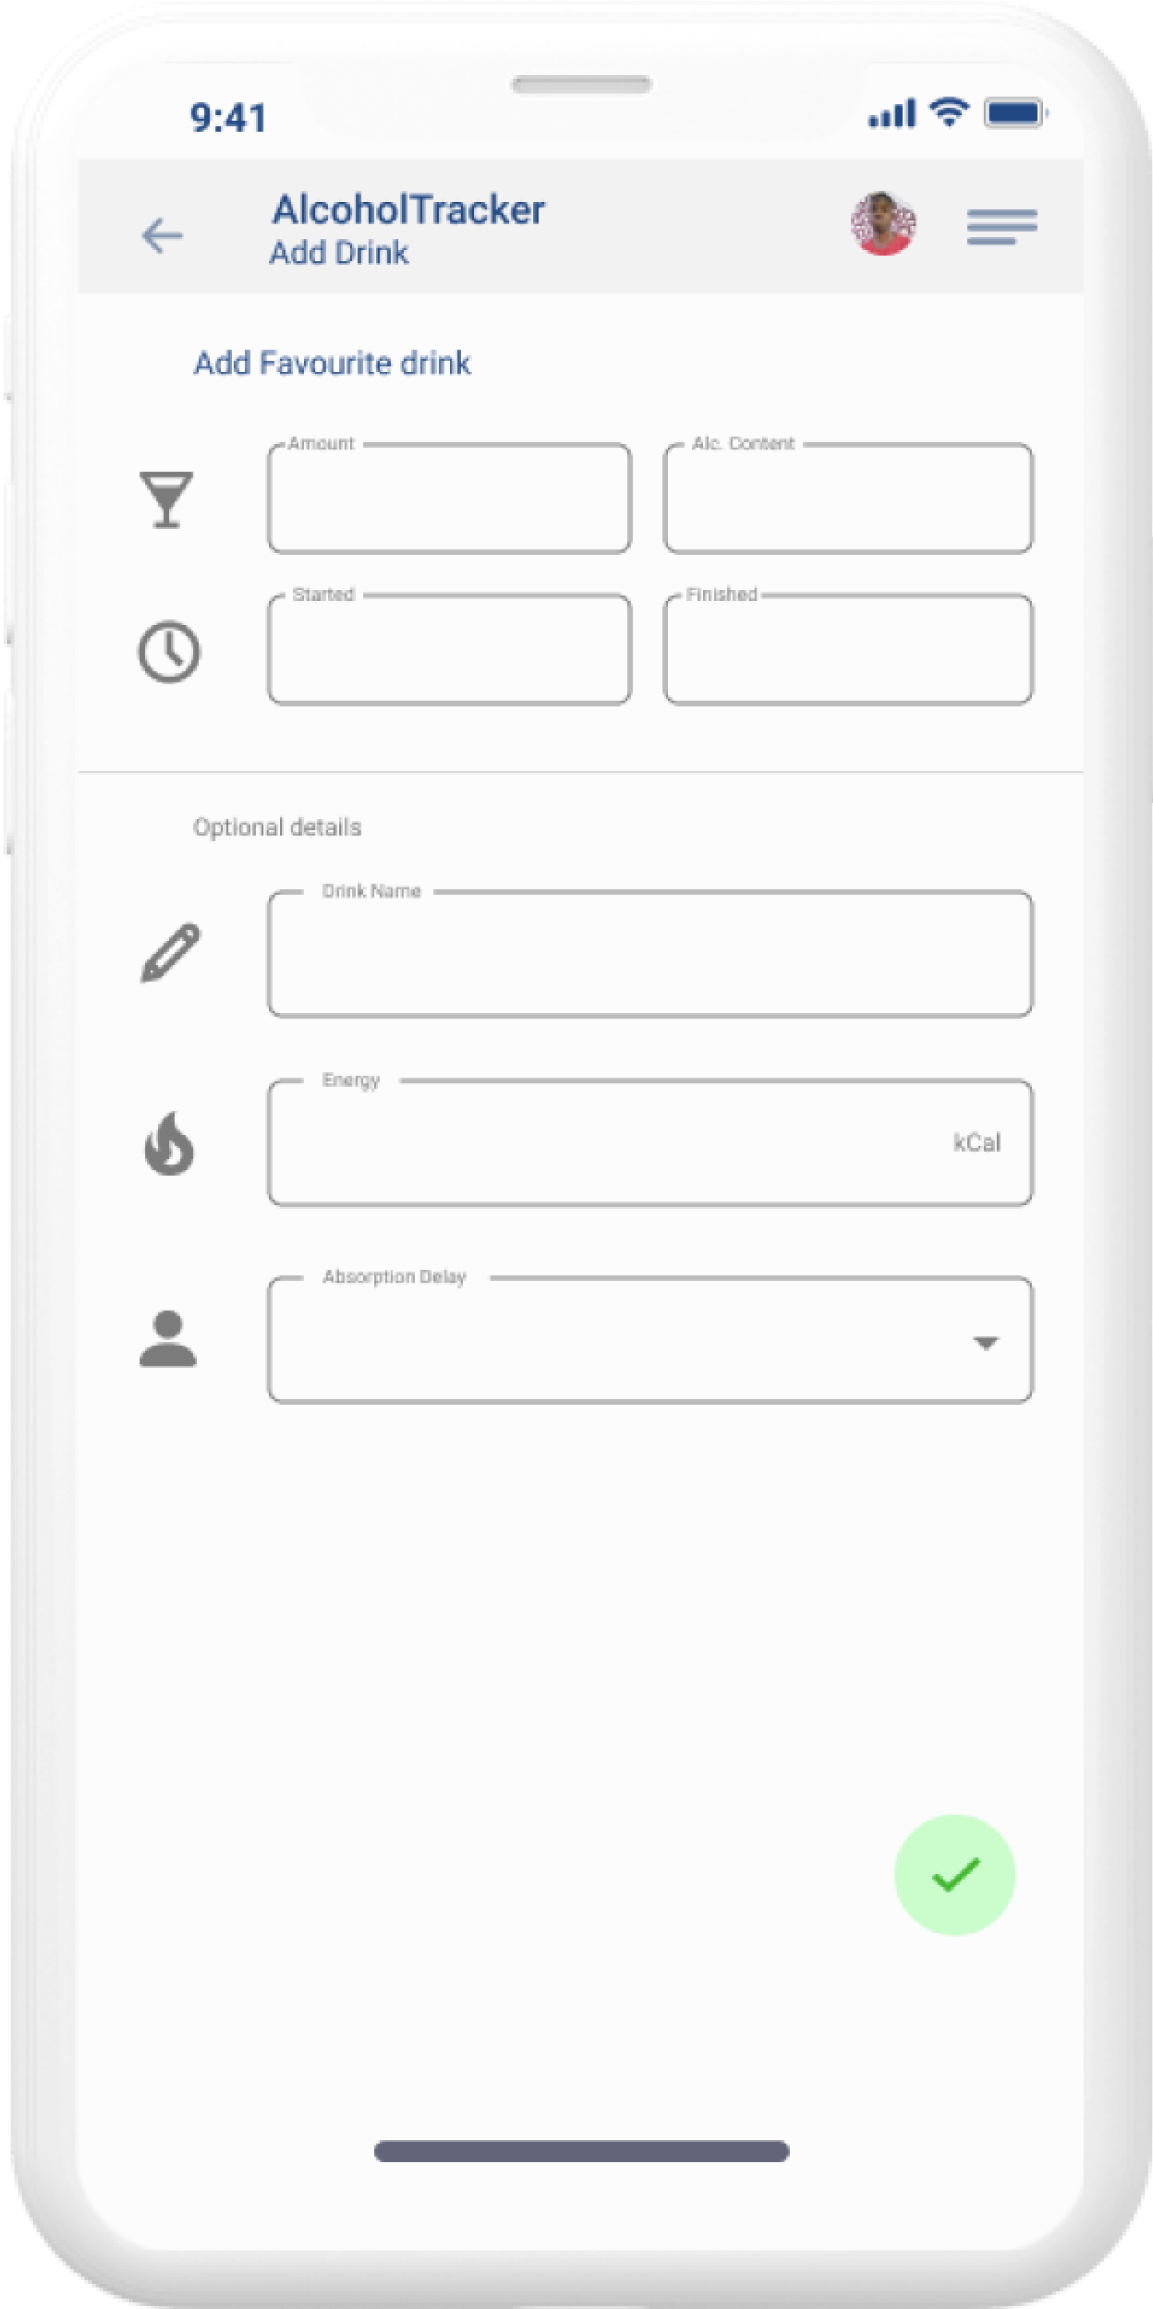 9:41
AlcoholTracker
Add Drink
Add Favourite drink
Amount
Alc. Content
Started
Finished
Optional details
Drink Name
Energy
kCal
Absorption Delay